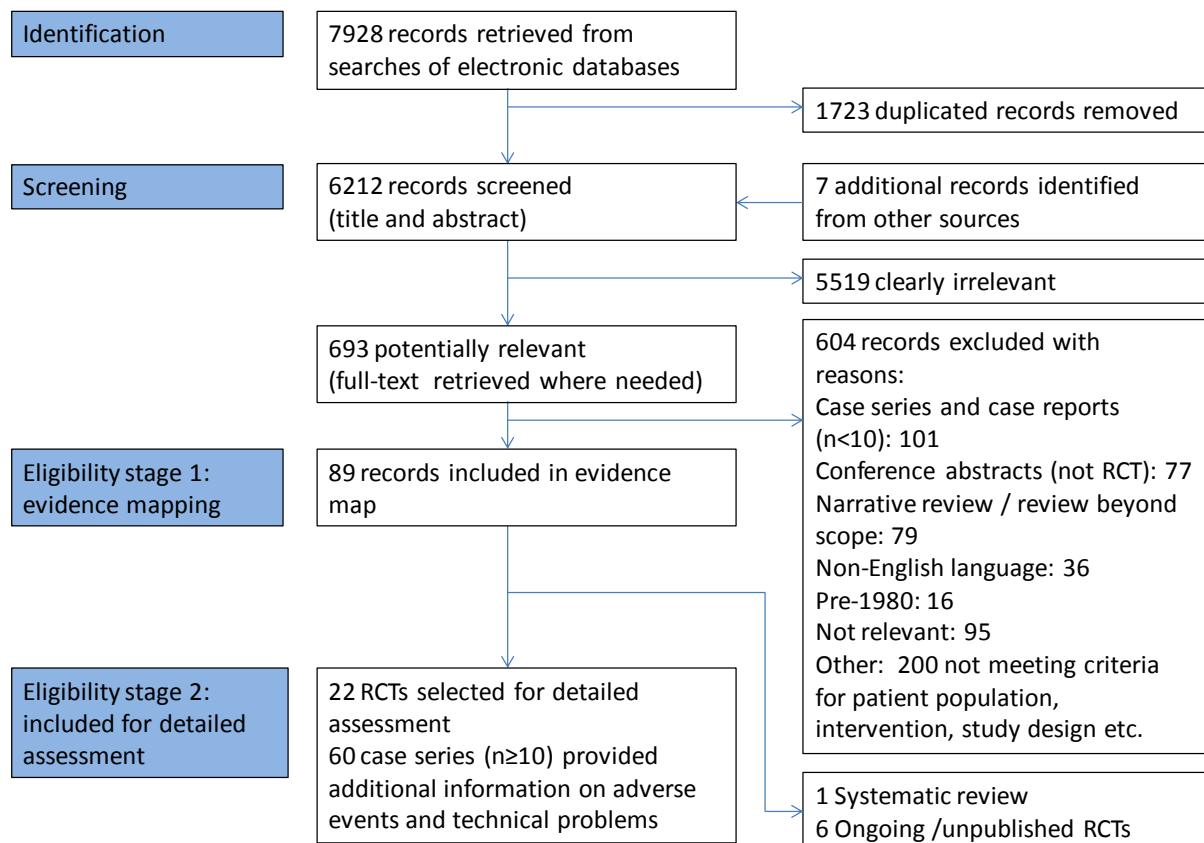 Identification
7928 records retrieved from
searches of electronic databases
1723 duplicated records removed
Screening
6212 records screened
(title and abstract)
7 additional records identified
from other sources
5519 clearly irrelevant
693 potentially relevant
(full-text retrieved where needed)
604 records excluded with
reasons:
Case series and case reports
(n<10): 101
Conference abstracts (not RCT): 77
Narrative review / review beyond
scope: 79
Non-English language: 36
Pre-1980: 16
Not relevant: 95
Other: 200 not meeting criteria
for patient population,
intervention, study design etc.
Eligibility stage 1:
evidence mapping
89 records included in evidence
map
Eligibility stage 2:
included for detailed
assessment
22 RCTs selected for detailed
assessment
60 case series (n≥10) provided
additional information on adverse
events and technical problems
1 Systematic review
6 Ongoing /unpublished RCTs